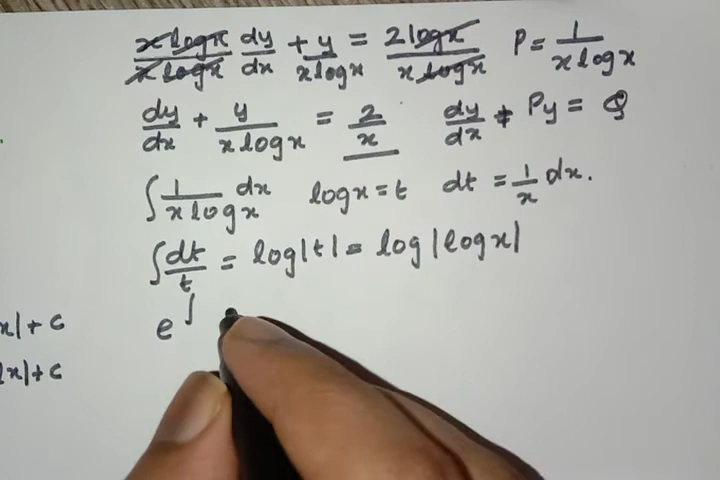 x log x / x log x dy/dx + y / x log x = 2 log x / x log x P = 1 / x log x
dy/dx + y / x log x = 2/x dy/dx + Py = Q
∫ 1 / x log x dx log x = t dt = 1/x dx.
∫ dt/t = log|t| = log|log x|
x| + c e^∫
x| + c